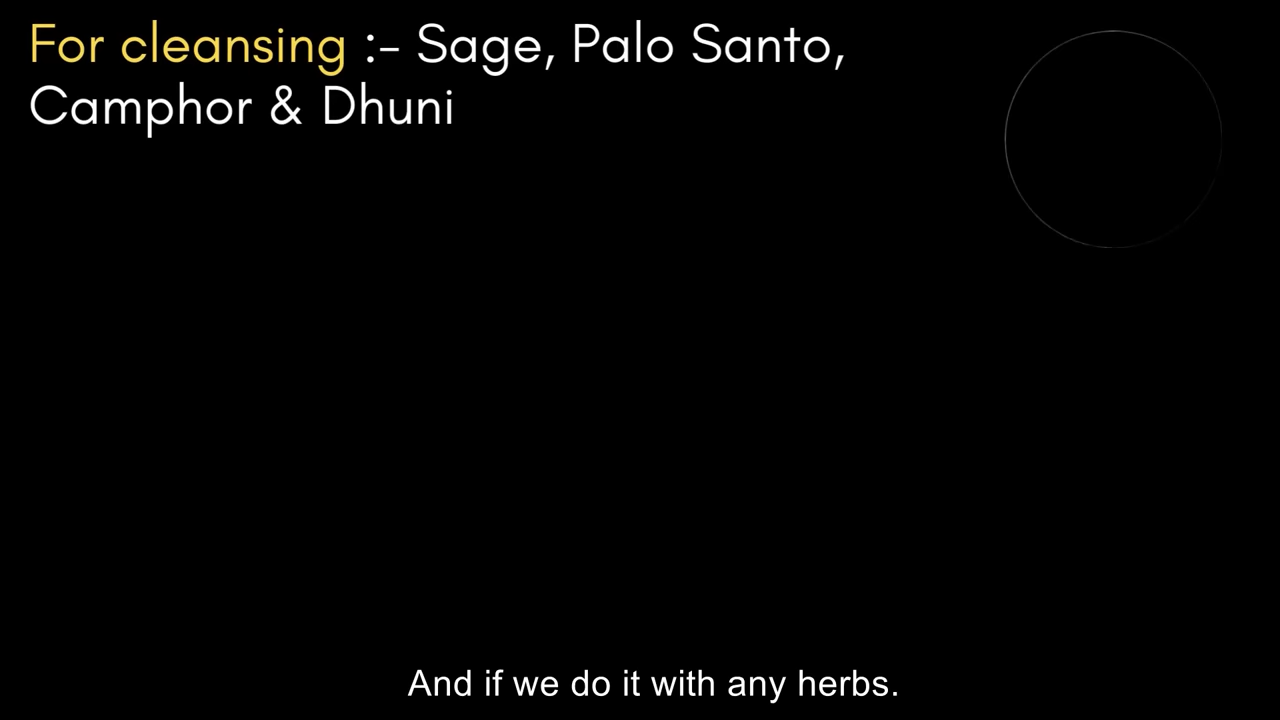 For cleansing :- Sage, Palo Santo,
Camphor & Dhuni
And if we do it with any herbs.